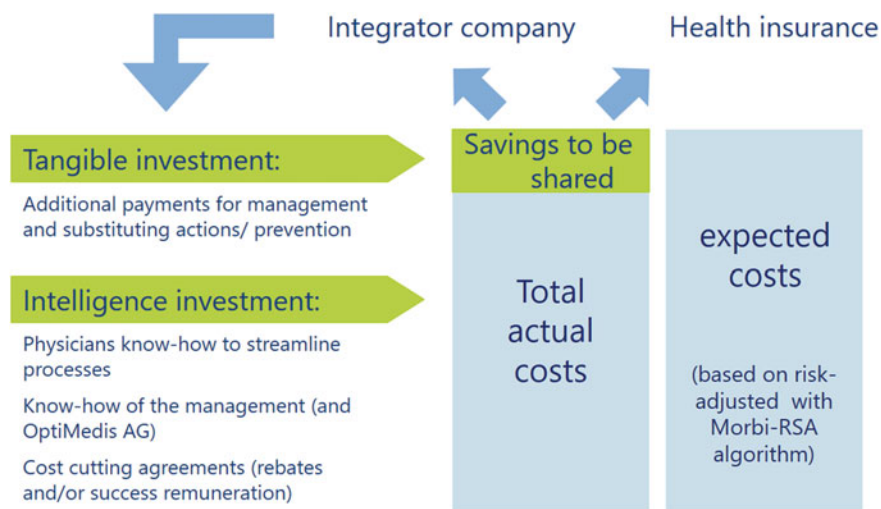 Integrator company
Health insurance
Tangible investment:
Additional payments for management
and substituting actions/ prevention
Intelligence investment:
Physicians know-how to streamline
processes
Know-how of the management (and
OptiMedis AG)
Cost cutting agreements (rebates
and/or success remuneration)
Savings to be
shared
Total
actual
costs
expected
costs
(based on risk-
adjusted with
Morbi-RSA
algorithm)